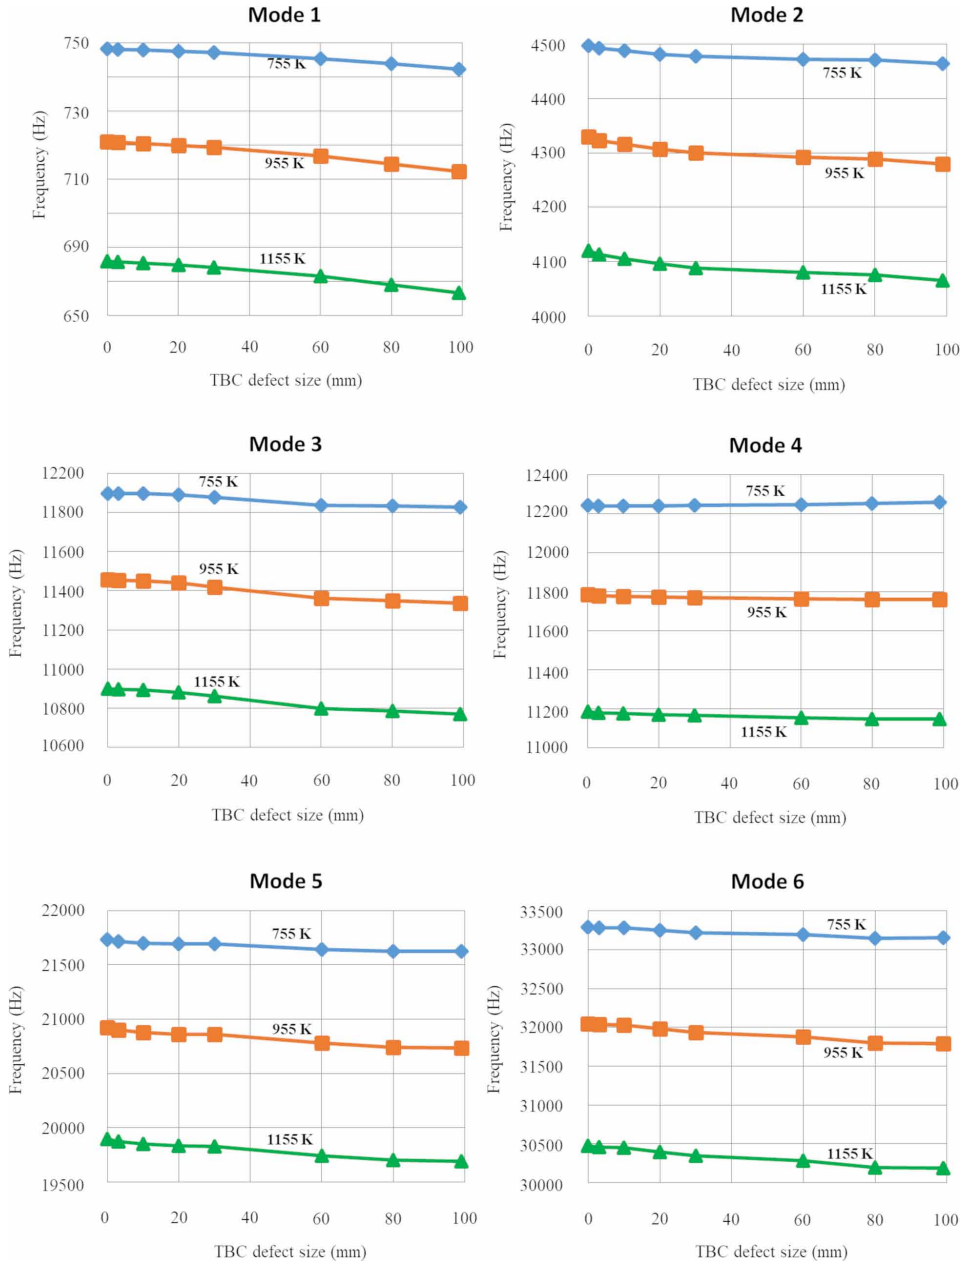 Mode 1
750
730
710
690
650
Frequency (Hz)
755 K
955 K
1155 K
0 20 40 60 80 100
TBC defect size (mm)
Mode 2
4500
4400
4300
4200
4100
4000
Frequency (Hz)
755 K
955 K
1155 K
0 20 40 60 80 100
TBC defect size (mm)
Mode 3
12200
11800
11600
11400
11200
11000
10800
10600
Frequency (Hz)
755 K
955 K
1155 K
0 20 40 60 80 100
TBC defect size (mm)
Mode 4
12400
12200
12000
11800
11600
11400
11200
11000
Frequency (Hz)
755 K
955 K
1155 K
0 20 40 60 80 100
TBC defect size (mm)
Mode 5
22000
21500
21000
20500
20000
19500
Frequency (Hz)
755 K
955 K
1155 K
0 20 40 60 80 100
TBC defect size (mm)
Mode 6
33500
33000
32500
32000
31500
31000
30500
30000
Frequency (Hz)
755 K
955 K
1155 K
0 20 40 60 80 100
TBC defect size (mm)